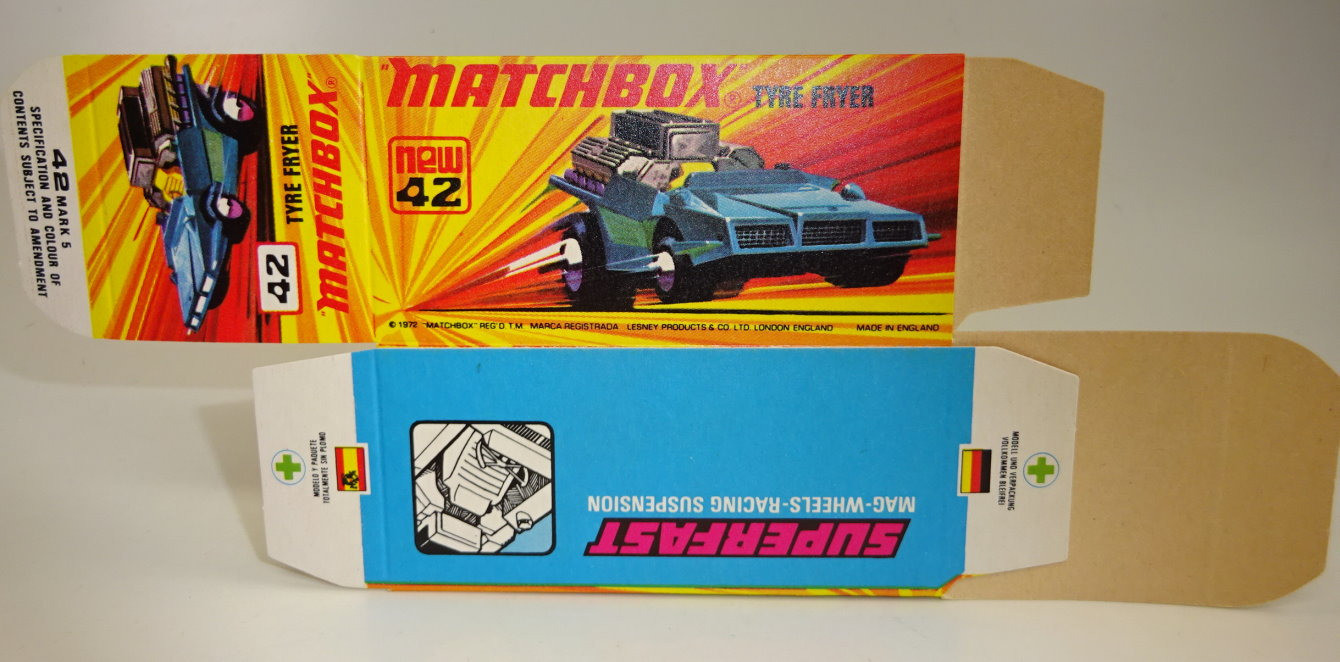 "MATCHBOX"® TYRE FRYER
new
42
© 1972 "MATCHBOX" REG'D T.M. MARCA REGISTRADA LESNEY PRODUCTS & CO. LTD. LONDON ENGLAND MADE IN ENGLAND
"MATCHBOX"®
TYRE FRYER
42
42 MARK 5
SPECIFICATION AND COLOUR OF
CONTENTS SUBJECT TO AMENDMENT
SUPERFAST
MAG-WHEELS-RACING SUSPENSION
MODELO Y PAQUETE
TOTALMENTE SIN PLOMO
MODELL UND VERPACKUNG
VOLLKOMMEN BLEIFREI